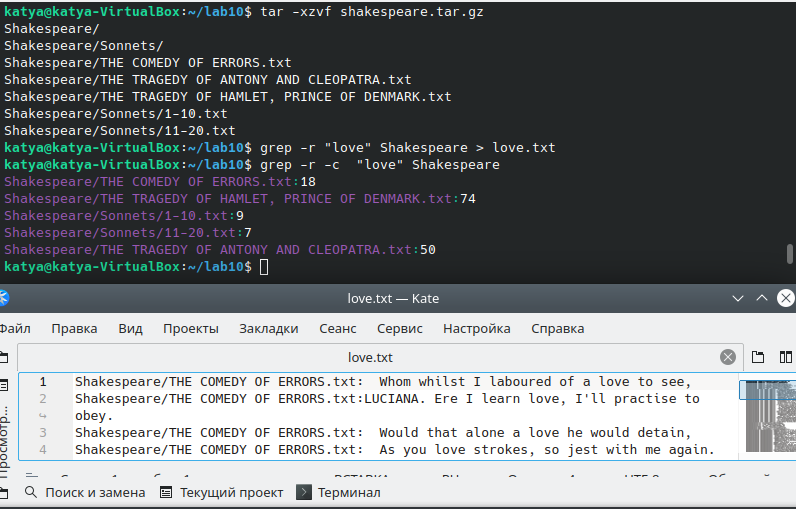 katya@katya-VirtualBox:~/lab10$ tar -xzvf shakespeare.tar.gz
Shakespeare/
Shakespeare/Sonnets/
Shakespeare/THE COMEDY OF ERRORS.txt
Shakespeare/THE TRAGEDY OF ANTONY AND CLEOPATRA.txt
Shakespeare/THE TRAGEDY OF HAMLET, PRINCE OF DENMARK.txt
Shakespeare/Sonnets/1-10.txt
Shakespeare/Sonnets/11-20.txt
katya@katya-VirtualBox:~/lab10$ grep -r "love" Shakespeare > love.txt
katya@katya-VirtualBox:~/lab10$ grep -r -c  "love" Shakespeare
Shakespeare/THE COMEDY OF ERRORS.txt:18
Shakespeare/THE TRAGEDY OF HAMLET, PRINCE OF DENMARK.txt:74
Shakespeare/Sonnets/1-10.txt:9
Shakespeare/Sonnets/11-20.txt:7
Shakespeare/THE TRAGEDY OF ANTONY AND CLEOPATRA.txt:50
katya@katya-VirtualBox:~/lab10$
love.txt — Kate
Файл Правка Вид Проекты Закладки Сеанс Сервис Настройка Справка
love.txt
1 Shakespeare/THE COMEDY OF ERRORS.txt:  Whom whilst I laboured of a love to see,
2 Shakespeare/THE COMEDY OF ERRORS.txt:LUCIANA. Ere I learn love, I'll practise to
obey.
3 Shakespeare/THE COMEDY OF ERRORS.txt:  Would that alone a love he would detain,
4 Shakespeare/THE COMEDY OF ERRORS.txt:  As you love strokes, so jest with me again.
Просмотр...
Поиск и замена Текущий проект Терминал